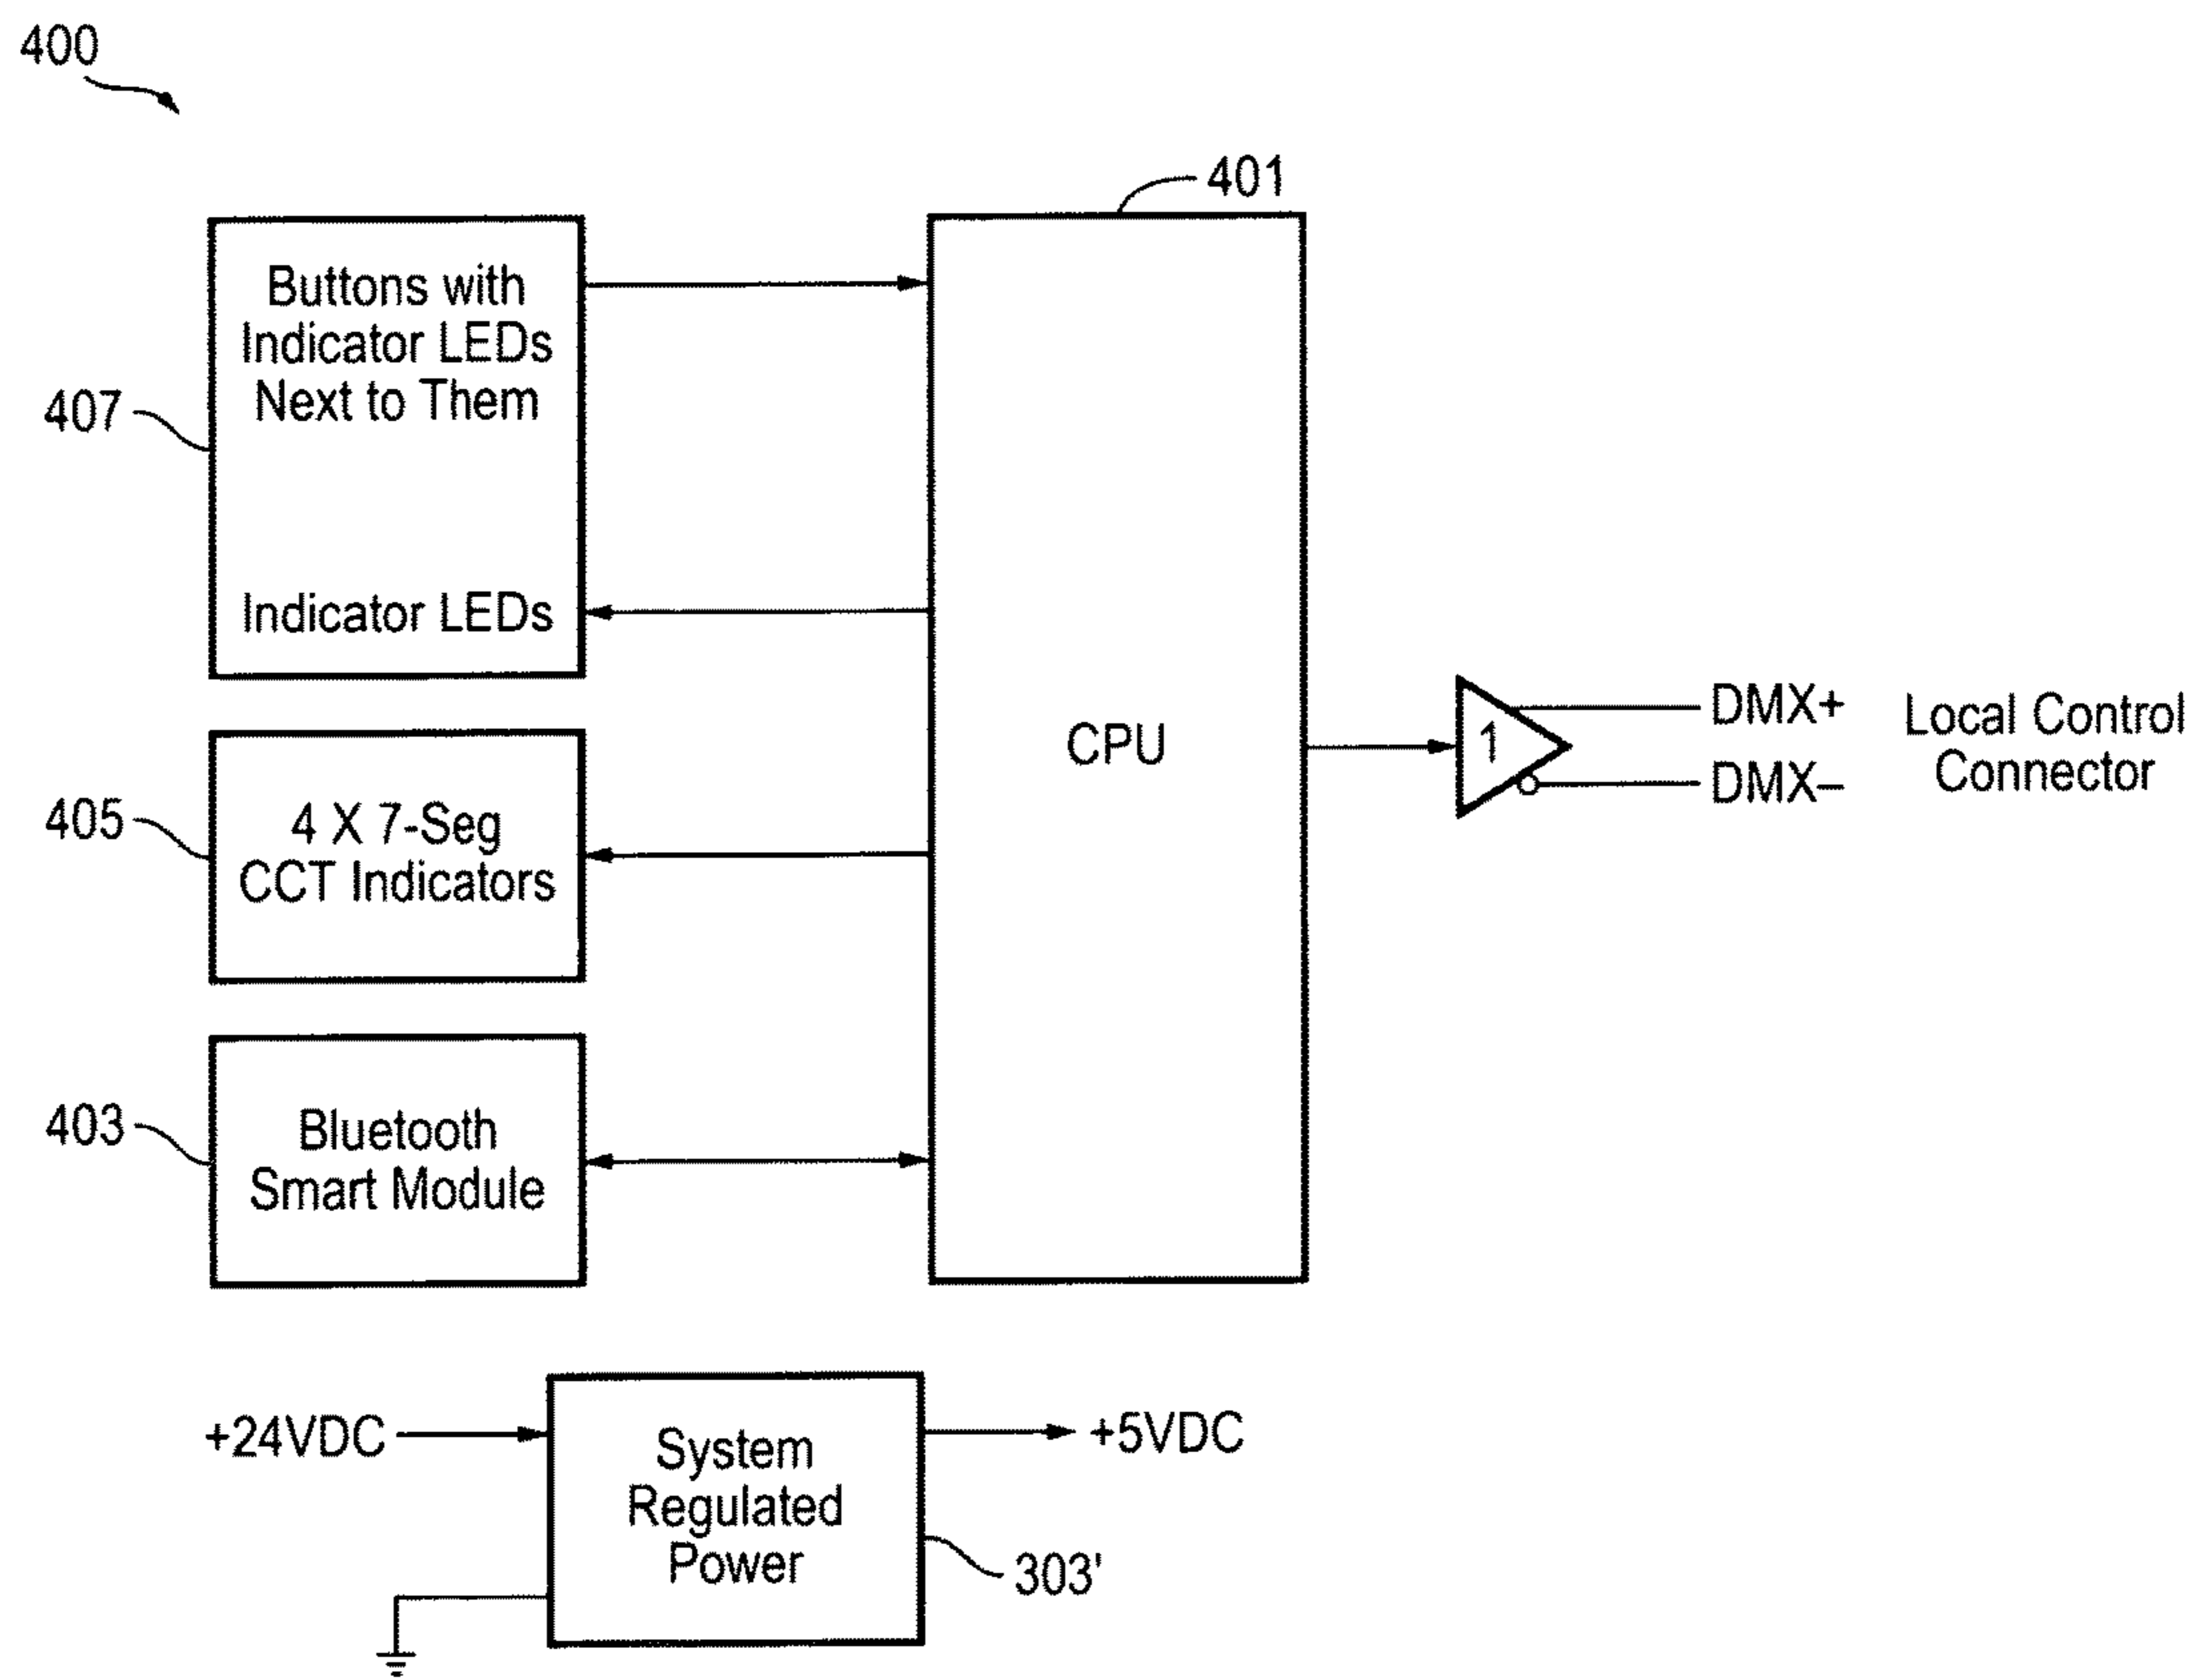 400
401
Buttons with
Indicator LEDs
Next to Them
407
Indicator LEDs
CPU
1
DMX+
DMX–
Local Control
Connector
405
4 X 7-Seg
CCT Indicators
403
Bluetooth
Smart Module
+24VDC
System
Regulated
Power
+5VDC
303'